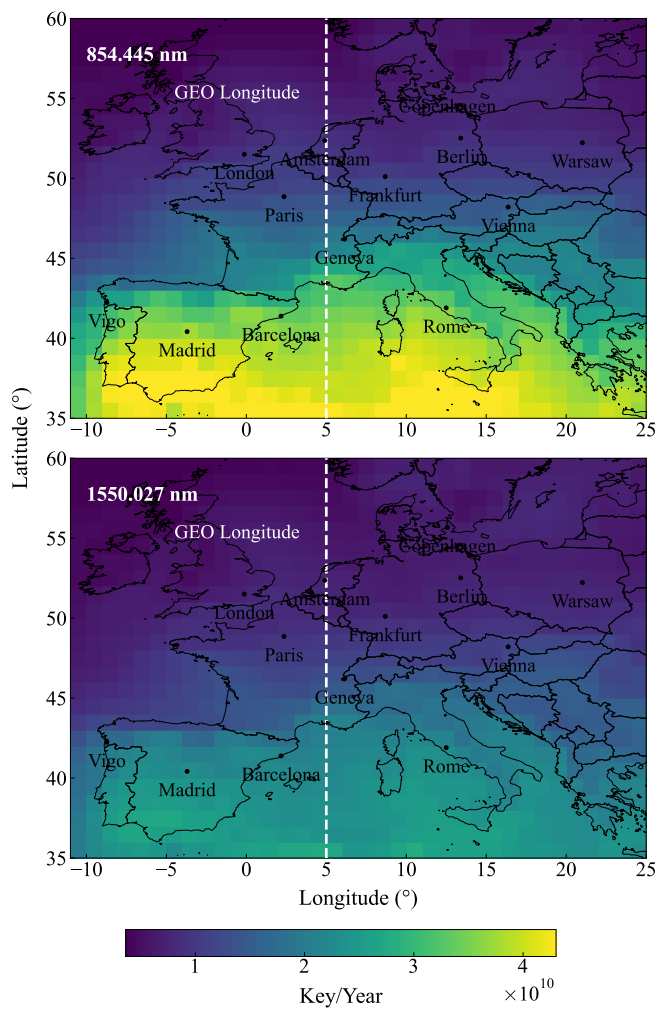 60
854.445 nm
55
GEO Longitude
Copenhagen
50
London
Amsterdam
Berlin
Warsaw
Paris
Frankfurt
Vienna
45
Geneva
40
Vigo
Madrid
Barcelona
Rome
35
−10
−5
0
5
10
15
20
25
Latitude (°)
60
1550.027 nm
55
GEO Longitude
Copenhagen
50
London
Amsterdam
Berlin
Warsaw
Paris
Frankfurt
Vienna
45
Geneva
40
Vigo
Madrid
Barcelona
Rome
35
−10
−5
0
5
10
15
20
25
Longitude (°)
1
2
3
4
Key/Year
×10¹⁰